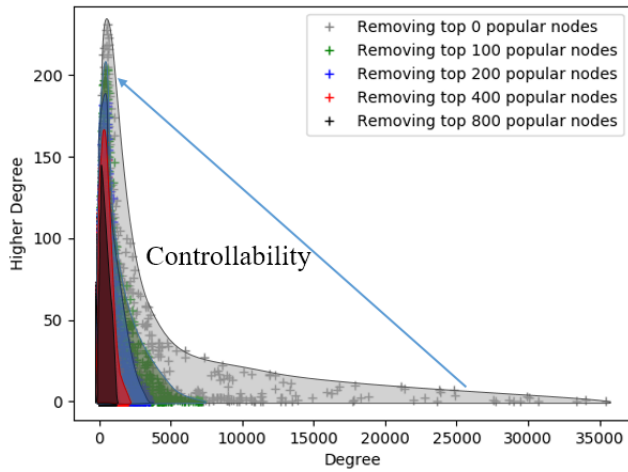 Removing top 0 popular nodes
Removing top 100 popular nodes
Removing top 200 popular nodes
Removing top 400 popular nodes
Removing top 800 popular nodes
Higher Degree
200
150
100
50
0
Controllability
0 5000 10000 15000 20000 25000 30000 35000
Degree